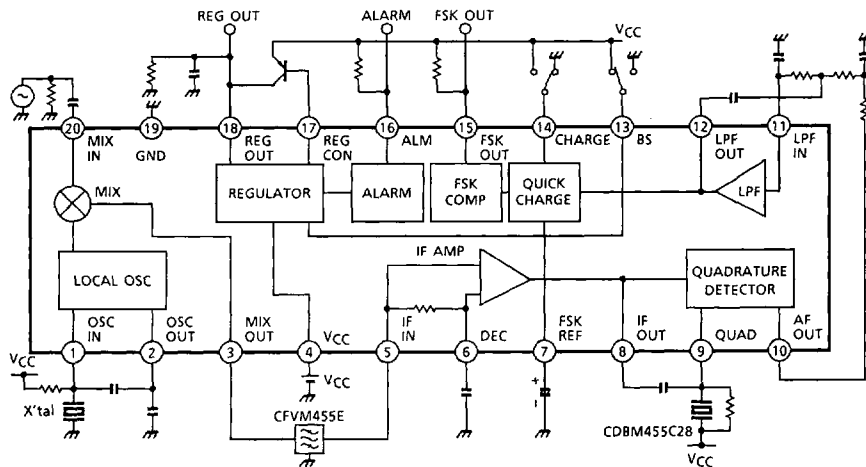 REG OUT
ALARM
FSK OUT
VCC
20
19
18
17
16
15
14
13
12
11
MIX IN
GND
REG OUT
REG CON
ALM
FSK OUT
CHARGE
BS
LPF OUT
LPF IN
MIX
REGULATOR
ALARM
FSK COMP
QUICK CHARGE
LPF
LOCAL OSC
IF AMP
QUADRATURE DETECTOR
OSC IN
OSC OUT
MIX OUT
VCC
IF IN
DEC
FSK REF
IF OUT
QUAD
AF OUT
1
2
3
4
5
6
7
8
9
10
VCC
X'tal
VCC
CFVM455E
+
CDBM455C28
VCC